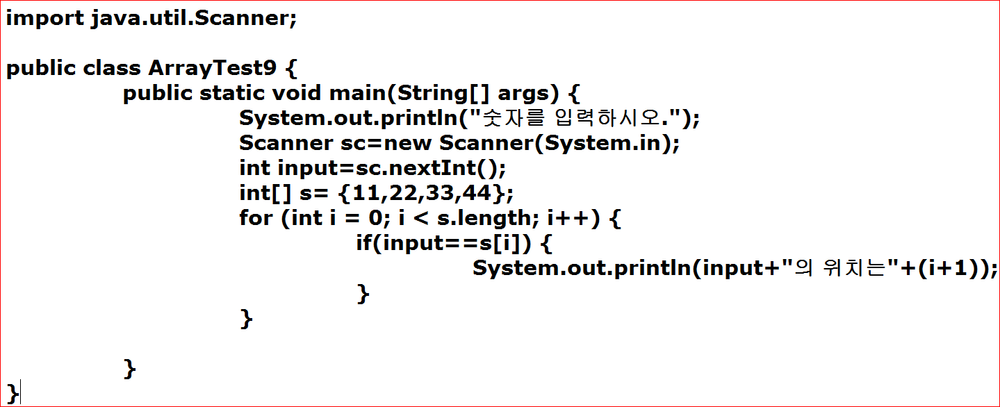 import java.util.Scanner;
public class ArrayTest9 {
public static void main(String[] args) {
System.out.println("숫자를 입력하시오.");
Scanner sc=new Scanner(System.in);
int input=sc.nextInt();
int[] s= {11,22,33,44};
for (int i = 0; i < s.length; i++) {
if(input==s[i]) {
System.out.println(input+"의 위치는"+(i+1));
}
}
}
}